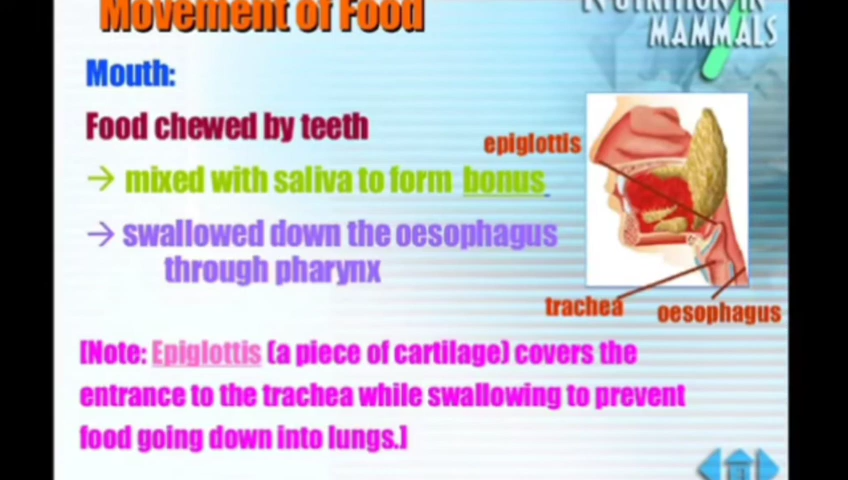 Movement of Food
NUTRITION IN
MAMMALS
Mouth:
Food chewed by teeth
→ mixed with saliva to form bonus
→ swallowed down the oesophagus
through pharynx
epiglottis
trachea
oesophagus
[Note: Epiglottis (a piece of cartilage) covers the
entrance to the trachea while swallowing to prevent
food going down into lungs.]